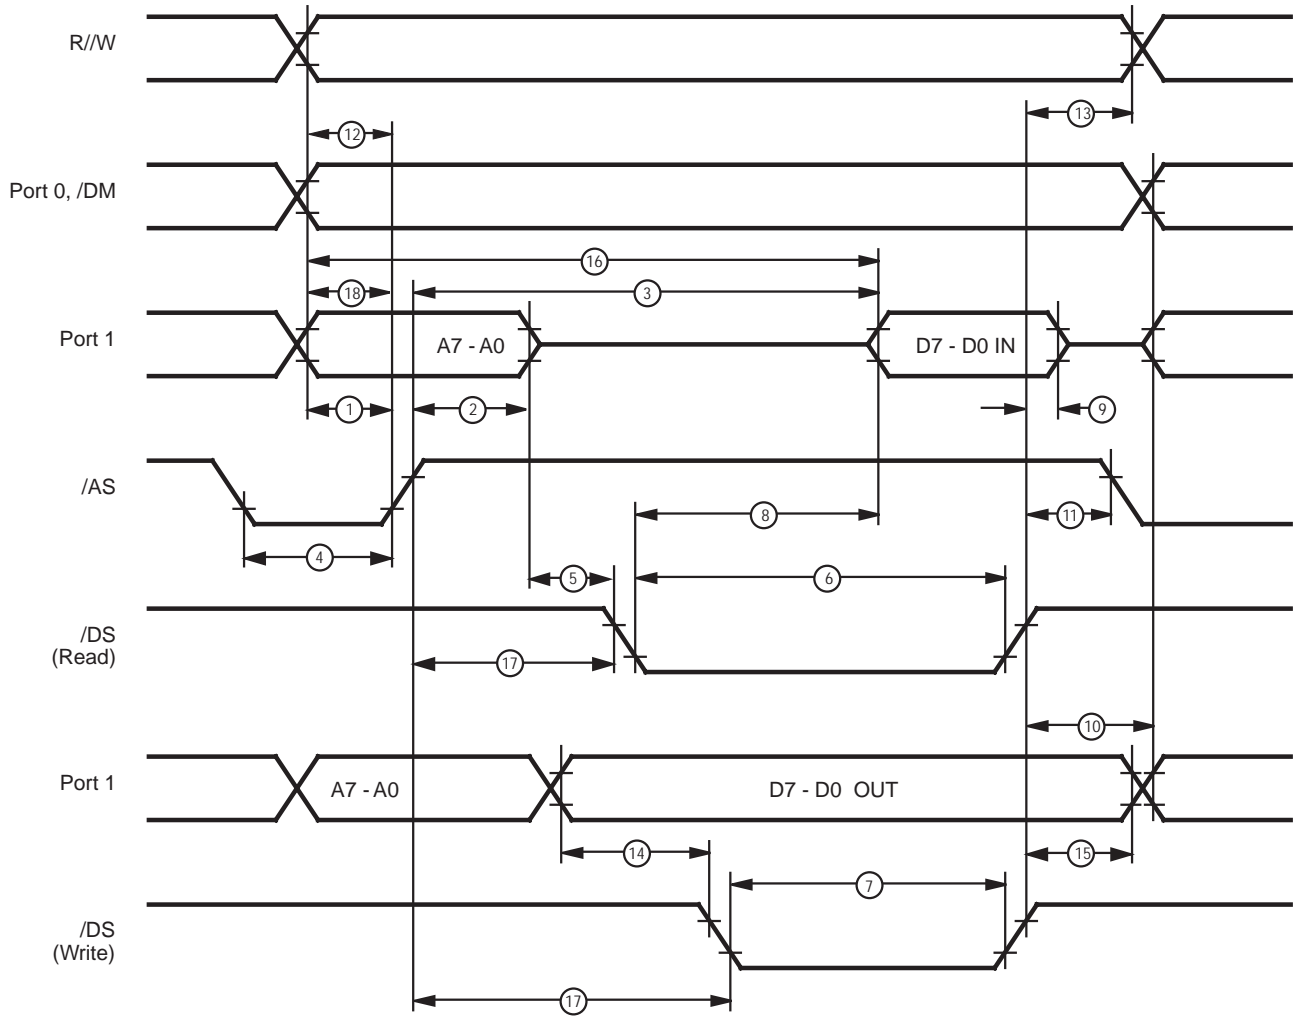 R//W
13
12
Port 0, /DM
16
18
3
Port 1
A7 - A0
D7 - D0 IN
1
2
9
/AS
8
11
4
5
6
/DS
(Read)
17
10
Port 1
A7 - A0
D7 - D0 OUT
14
15
7
/DS
(Write)
17